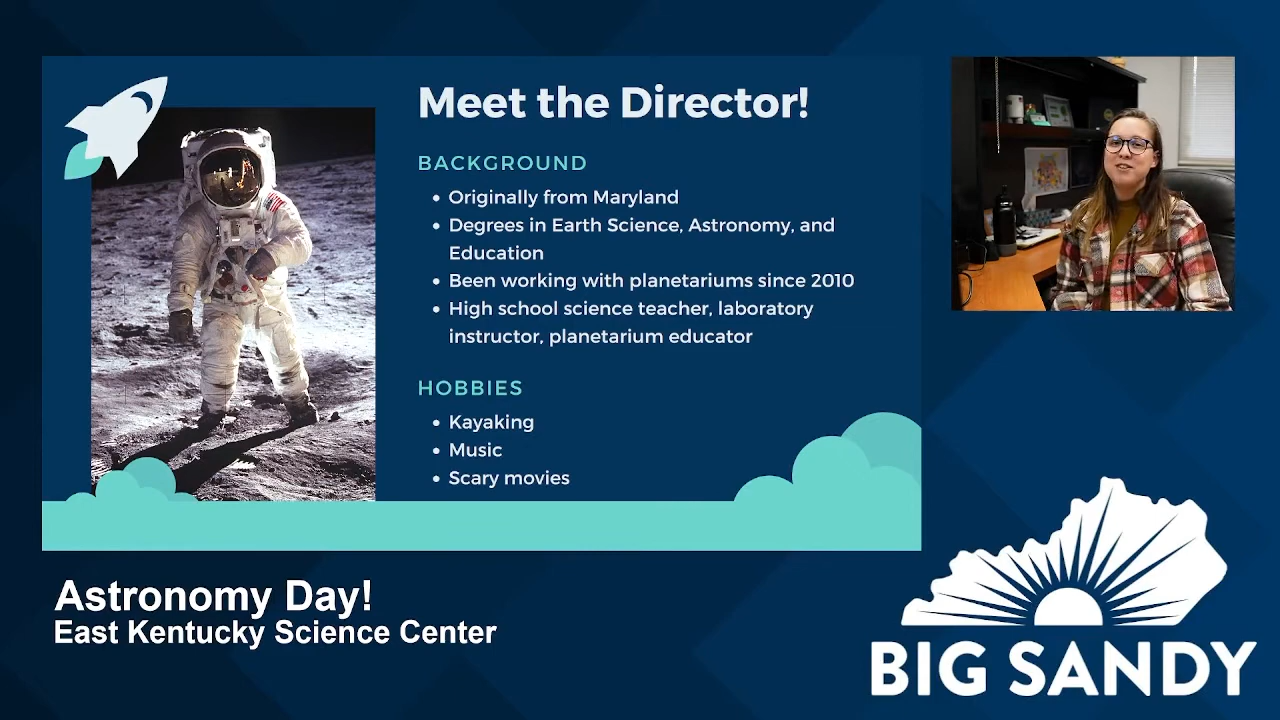 Meet the Director!
BACKGROUND
Originally from Maryland
Degrees in Earth Science, Astronomy, and
Education
Been working with planetariums since 2010
High school science teacher, laboratory
instructor, planetarium educator
HOBBIES
Kayaking
Music
Scary movies
Astronomy Day!
East Kentucky Science Center
BIG SANDY